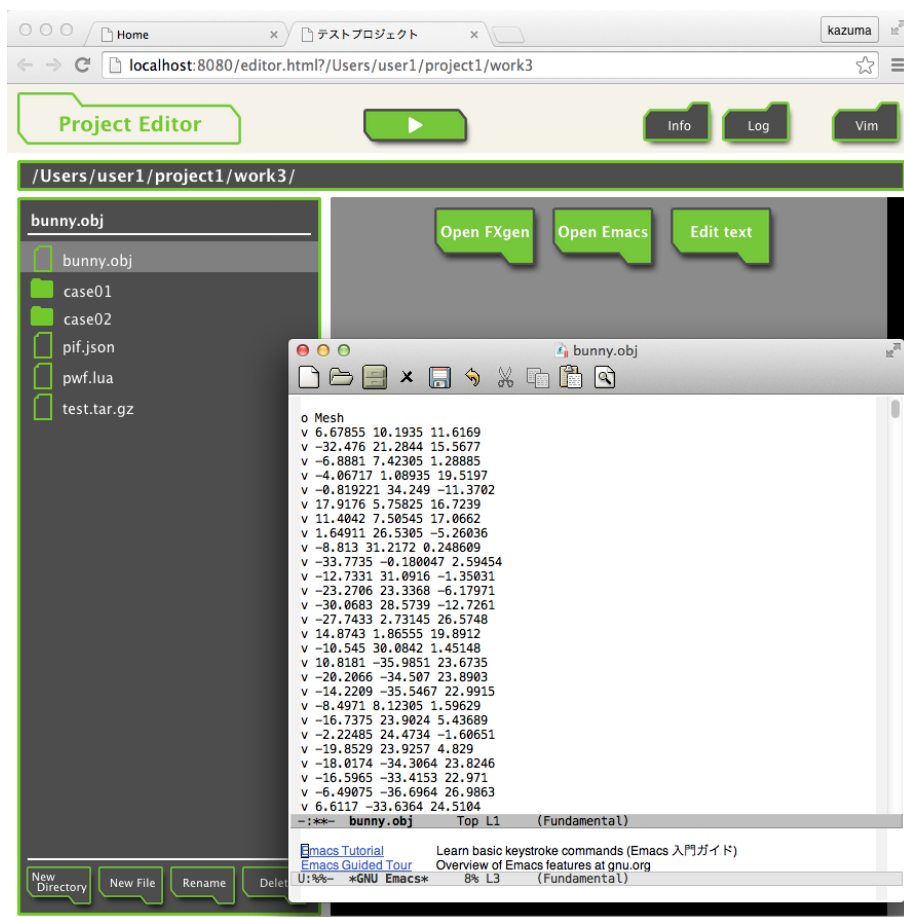 Home
テストプロジェクト
kazuma
localhost:8080/editor.html?/Users/user1/project1/work3
Project Editor
Info
Log
Vim
/Users/user1/project1/work3/
bunny.obj
Open FXgen
Open Emacs
Edit text
bunny.obj
case01
case02
pif.json
pwf.lua
test.tar.gz
bunny.obj
o Mesh
v 6.67855 10.1935 11.6169
v -32.476 21.2844 15.5677
v -6.8881 7.42305 1.28885
v -4.06717 1.08935 19.5197
v -0.819221 34.249 -11.3702
v 17.9176 5.75825 16.7239
v 11.4042 7.50545 17.0662
v 1.64911 26.5305 -5.26036
v -8.813 31.2172 0.248609
v -33.7735 -0.180047 2.59454
v -12.7331 31.0916 -1.35031
v -23.2706 23.3368 -6.17971
v -30.0683 28.5739 -12.7261
v -27.7433 2.73145 26.5748
v 14.8743 1.86555 19.8912
v -10.545 30.0842 1.45148
v 10.8181 -35.9851 23.6735
v -20.2066 -34.507 23.8903
v -14.2209 -35.5467 22.9915
v -8.4971 8.12305 1.59629
v -16.7375 23.9024 5.43689
v -2.22485 24.4734 -1.60651
v -19.8529 23.9257 4.829
v -18.0174 -34.3064 23.8246
v -16.5965 -33.4153 22.971
v -6.49075 -36.6964 26.9863
v 6.6117 -33.6364 24.5104
-:**- bunny.obj Top L1 (Fundamental)
Emacs Tutorial Learn basic keystroke commands (Emacs 入門ガイド)
Emacs Guided Tour Overview of Emacs features at gnu.org
U:%%- *GNU Emacs* 8% L3 (Fundamental)
New
Directory
New File
Rename
Delet